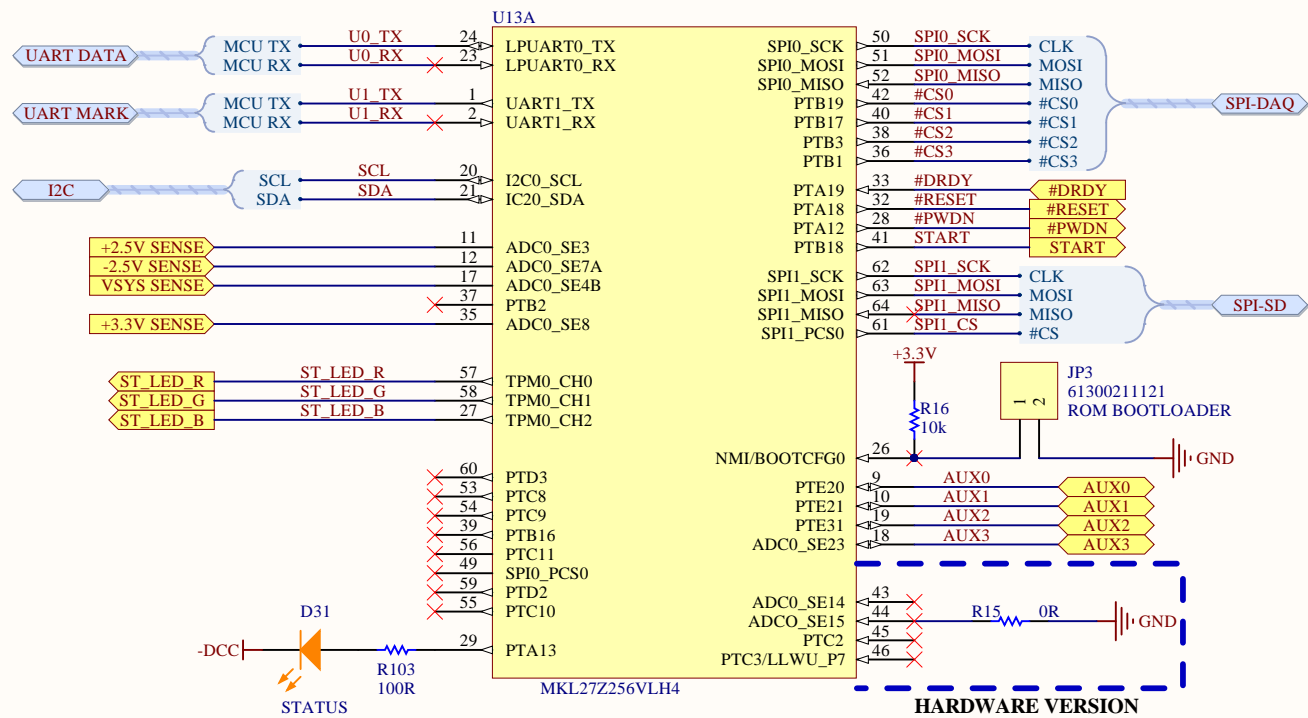 U13A
UART DATA
MCU TX U0_TX 24 LPUART0_TX
MCU RX U0_RX 23 LPUART0_RX
UART MARK
MCU TX U1_TX 1 UART1_TX
MCU RX U1_RX 2 UART1_RX
I2C
SCL SCL 20 I2C0_SCL
SDA SDA 21 IC20_SDA
+2.5V SENSE 11 ADC0_SE3
-2.5V SENSE 12 ADC0_SE7A
VSYS SENSE 17 ADC0_SE4B
37 PTB2
+3.3V SENSE 35 ADC0_SE8
ST_LED_R ST_LED_R 57 TPM0_CH0
ST_LED_G ST_LED_G 58 TPM0_CH1
ST_LED_B ST_LED_B 27 TPM0_CH2
60 PTD3
53 PTC8
54 PTC9
39 PTB16
56 PTC11
49 SPI0_PCS0
59 PTD2
55 PTC10
D31
-DCC 29 PTA13
R103
100R
STATUS
SPI0_SCK 50 SPI0_SCK CLK
SPI0_MOSI 51 SPI0_MOSI MOSI
SPI0_MISO 52 SPI0_MISO MISO
PTB19 42 #CS0 #CS0
PTB17 40 #CS1 #CS1
PTB3 38 #CS2 #CS2
PTB1 36 #CS3 #CS3
SPI-DAQ
PTA19 33 #DRDY #DRDY
PTA18 32 #RESET #RESET
PTA12 28 #PWDN #PWDN
PTB18 41 START START
SPI1_SCK 62 SPI1_SCK CLK
SPI1_MOSI 63 SPI1_MOSI MOSI
SPI1_MISO 64 SPI1_MISO MISO
SPI1_PCS0 61 SPI1_CS #CS
SPI-SD
+3.3V
R16
10k
JP3
61300211121
ROM BOOTLOADER
1 2
NMI/BOOTCFG0 26 GND
PTE20 9 AUX0 AUX0
PTE21 10 AUX1 AUX1
PTE31 19 AUX2 AUX2
ADC0_SE23 18 AUX3 AUX3
ADC0_SE14 43
ADCO_SE15 44 R15 0R GND
PTC2 45
PTC3/LLWU_P7 46
MKL27Z256VLH4
HARDWARE VERSION